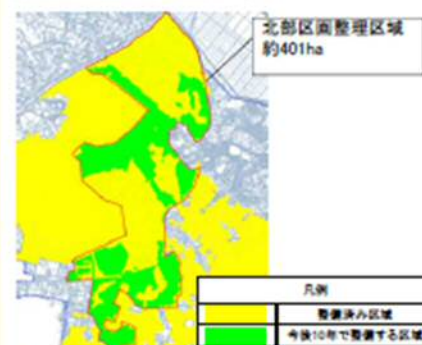 北部区画整理区域
約401ha
凡例
整備済み区域
今後10年で整備する区域